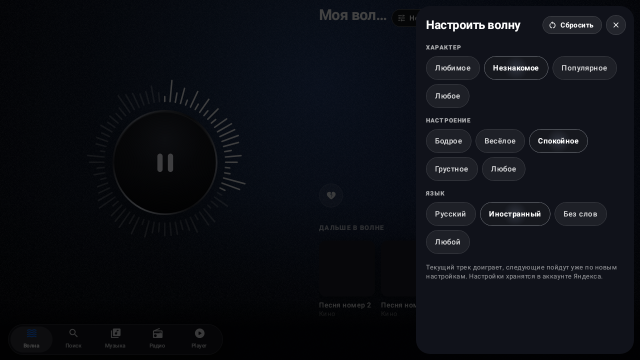 Моя вол...
Настроить волну
Сбросить
ХАРАКТЕР
Любимое
Незнакомое
Популярное
Любое
НАСТРОЕНИЕ
Бодрое
Весёлое
Спокойное
Грустное
Любое
ЯЗЫК
Русский
Иностранный
Без слов
Любой
Текущий трек доиграет, следующие пойдут уже по новым
настройкам. Настройки хранятся в аккаунте Яндекса.
ДАЛЬШЕ В ВОЛНЕ
Песня номер 2
Песня ном
Волна
Поиск
Музыка
Радио
Player